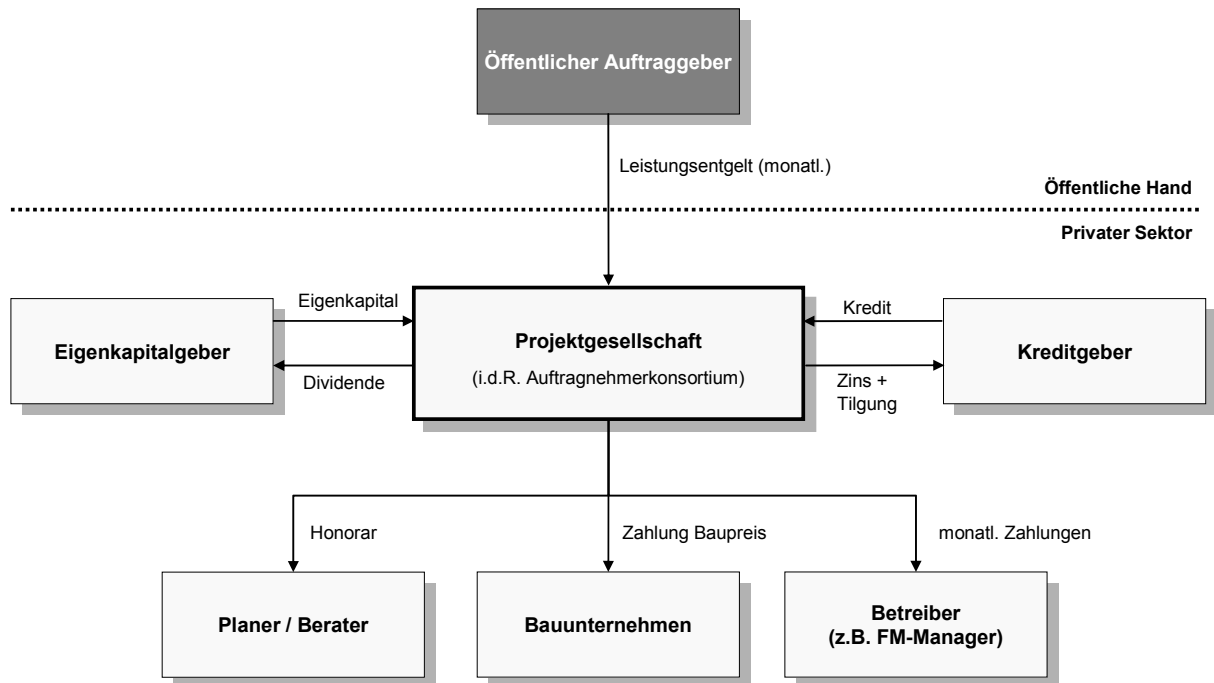 Öffentlicher Auftraggeber
Leistungsentgelt (monatl.)
Öffentliche Hand
Privater Sektor
Eigenkapitalgeber
Eigenkapital
Dividende
Projektgesellschaft
(i.d.R. Auftragnehmerkonsortium)
Kredit
Zins +
Tilgung
Kreditgeber
Honorar
Zahlung Baupreis
monatl. Zahlungen
Planer / Berater
Bauunternehmen
Betreiber
(z.B. FM-Manager)